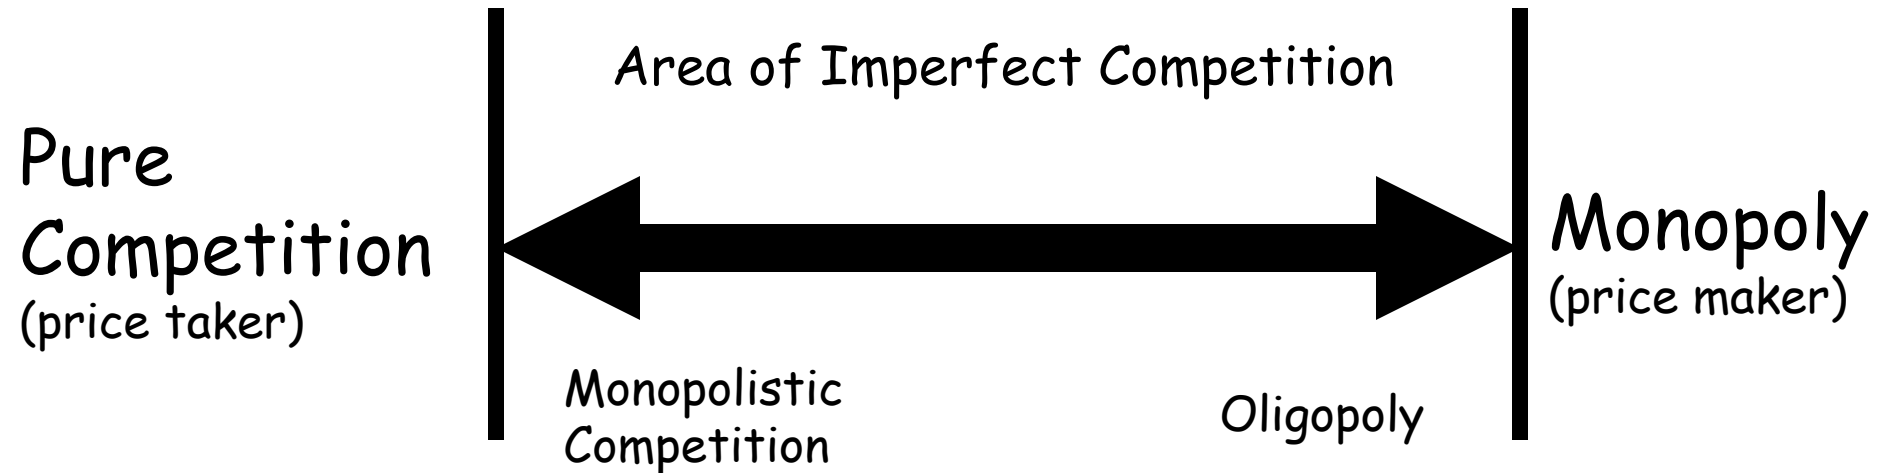 Area of Imperfect Competition
Pure
Competition
(price taker)
Monopoly
(price maker)
Monopolistic
Competition
Oligopoly